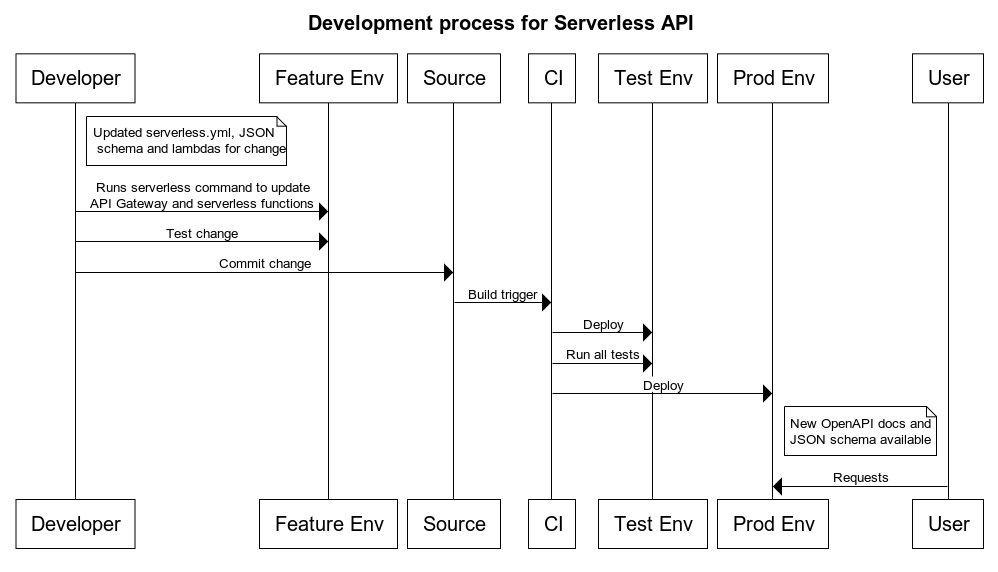 Development process for Serverless API
Developer
Feature Env
Source
CI
Test Env
Prod Env
User
Updated serverless.yml, JSON
schema and lambdas for change
Runs serverless command to update
API Gateway and serverless functions
Test change
Commit change
Build trigger
Deploy
Run all tests
Deploy
New OpenAPI docs and
JSON schema available
Requests
Developer
Feature Env
Source
CI
Test Env
Prod Env
User